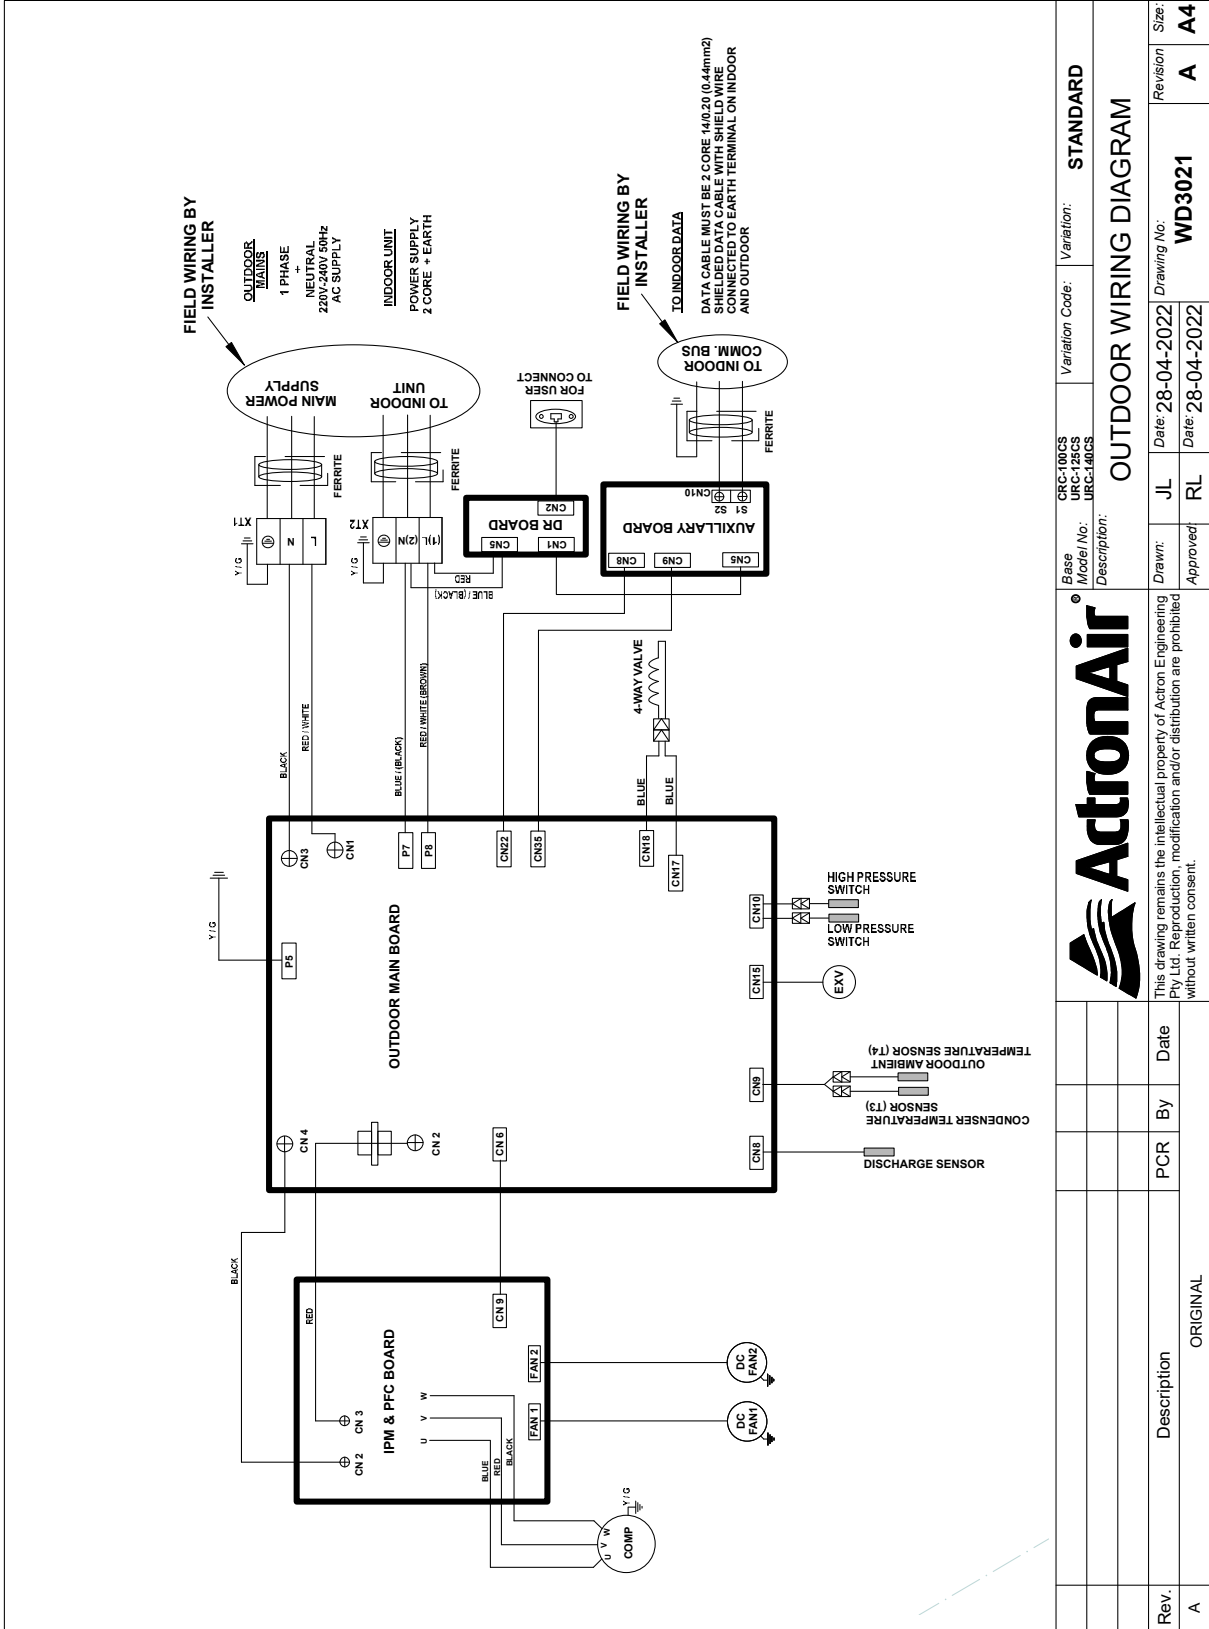 FIELD WIRING BY
INSTALLER
OUTDOOR
MAINS
1 PHASE
+
NEUTRAL
220V-240V 50Hz
AC SUPPLY
INDOOR UNIT
POWER SUPPLY
2 CORE + EARTH
MAIN POWER
SUPPLY
TO INDOOR
UNIT
FERRITE
FERRITE
XT1
L
N
Y / G
XT2
(1)L
(2)N
Y / G
FOR USER
TO CONNECT
DR BOARD
CN2
CN5
CN1
RED
BLUE / (BLACK)
FIELD WIRING BY
INSTALLER
TO INDOOR DATA
DATA CABLE MUST BE 2 CORE 14/0.20 (0.44mm2)
SHIELDED DATA CABLE WITH SHIELD WIRE
CONNECTED TO EARTH TERMINAL ON INDOOR
AND OUTDOOR
TO INDOOR
COMM. BUS
FERRITE
AUXILLARY BOARD
CN10
S2
S1
CN8
CN9
CN5
BLACK
RED / WHITE
BLUE / (BLACK)
RED / WHITE (BROWN)
4-WAY VALVE
BLUE
BLUE
OUTDOOR MAIN BOARD
Y / G
P5
CN3
CN1
P7
P8
CN22
CN35
CN18
CN17
CN10
HIGH PRESSURE
SWITCH
LOW PRESSURE
SWITCH
CN15
EXV
CN9
OUTDOOR AMBIENT
TEMPERATURE SENSOR (T4)
CONDENSER TEMPERATURE
SENSOR (T3)
CN8
DISCHARGE SENSOR
CN 4
CN 2
CN 6
BLACK
RED
IPM & PFC BOARD
CN 2
CN 3
CN 9
U
V
W
BLUE
RED
BLACK
FAN 1
FAN 2
DC
FAN1
DC
FAN2
U
V
W
COMP
Y / G
Rev.
Description
PCR
By
Date
A
ORIGINAL
ActronAir®
This drawing remains the intellectual property of Actron Engineering
Pty Ltd. Reproduction, modification and/or distribution are prohibited
without written consent.
Base
Model No:
CRC-100CS
URC-125CS
URC-140CS
Variation Code:
Variation:
STANDARD
Description:
OUTDOOR WIRING DIAGRAM
Drawn:
JL
Date: 28-04-2022
Approved:
RL
Date: 28-04-2022
Drawing No:
WD3021
Revision
A
Size:
A4